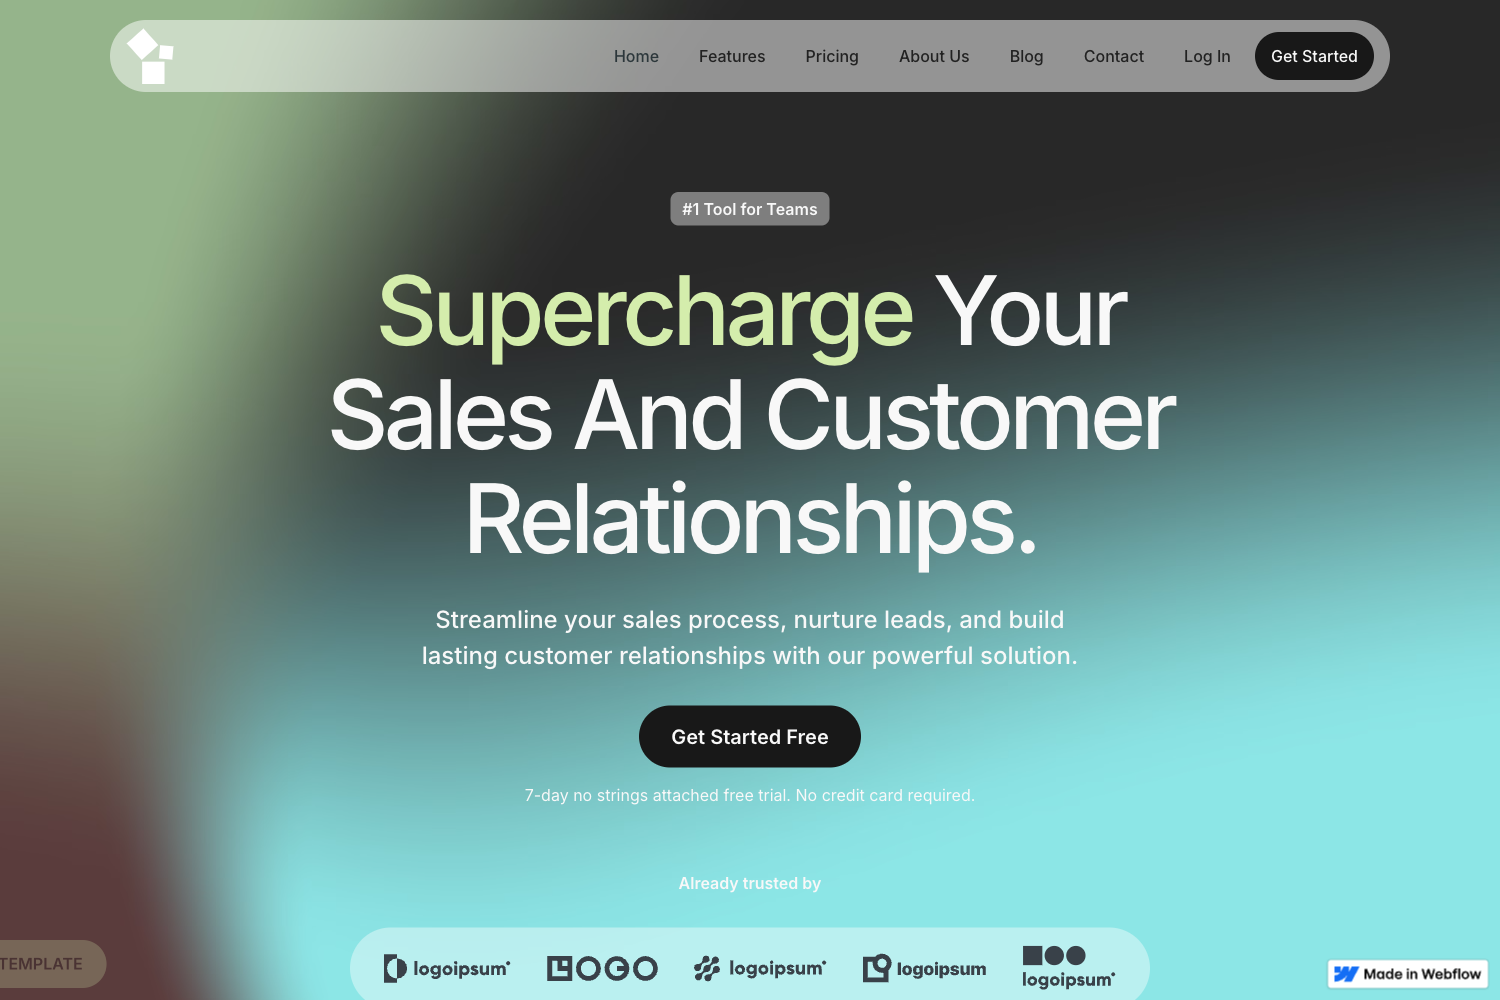 Home Features Pricing About Us Blog Contact Log In Get Started
#1 Tool for Teams
Supercharge Your
Sales And Customer
Relationships.
Streamline your sales process, nurture leads, and build
lasting customer relationships with our powerful solution.
Get Started Free
7-day no strings attached free trial. No credit card required.
Already trusted by
logoipsum LOGO logoipsum logoipsum logoipsum
TEMPLATE
Made in Webflow